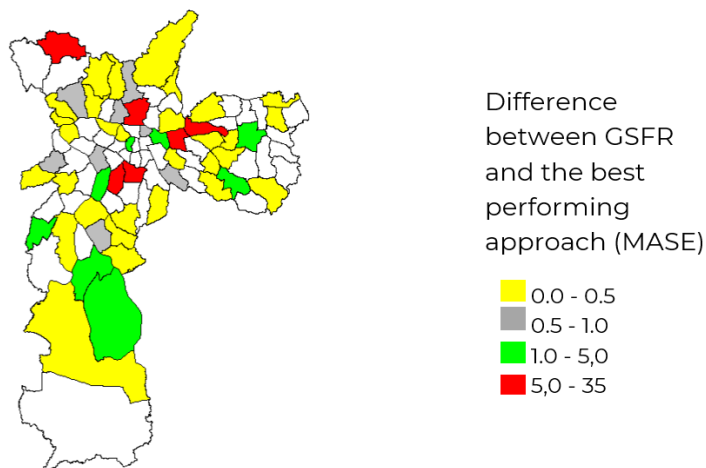 Difference
between GSFR
and the best
performing
approach (MASE)
0.0 - 0.5
0.5 - 1.0
1.0 - 5,0
5,0 - 35